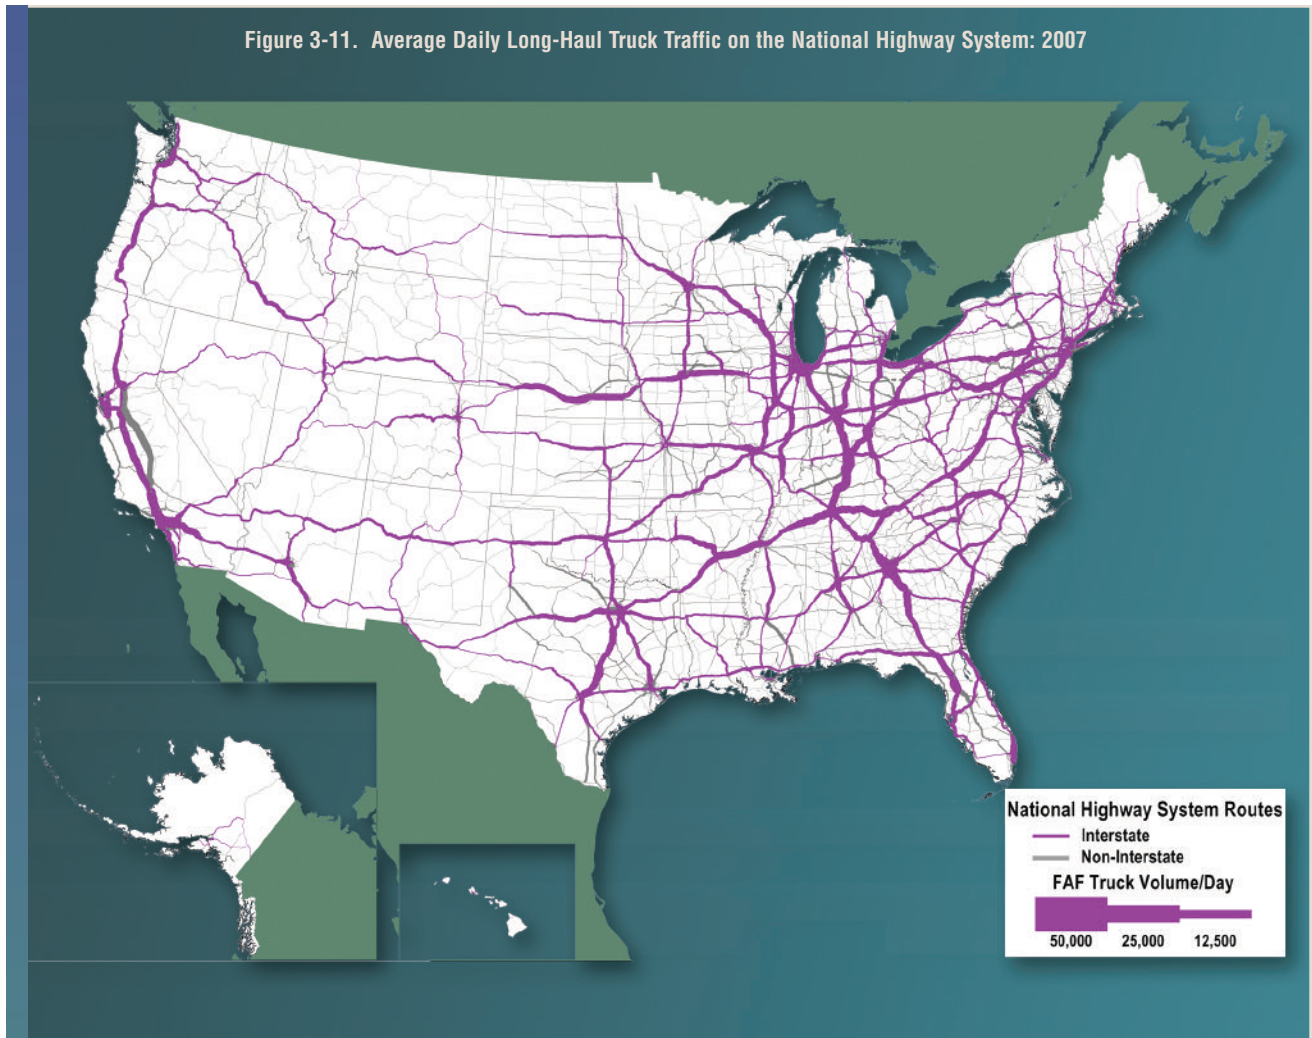 Figure 3-11. Average Daily Long-Haul Truck Traffic on the National Highway System: 2007
National Highway System Routes
Interstate
Non-Interstate
FAF Truck Volume/Day
50,000 25,000 12,500